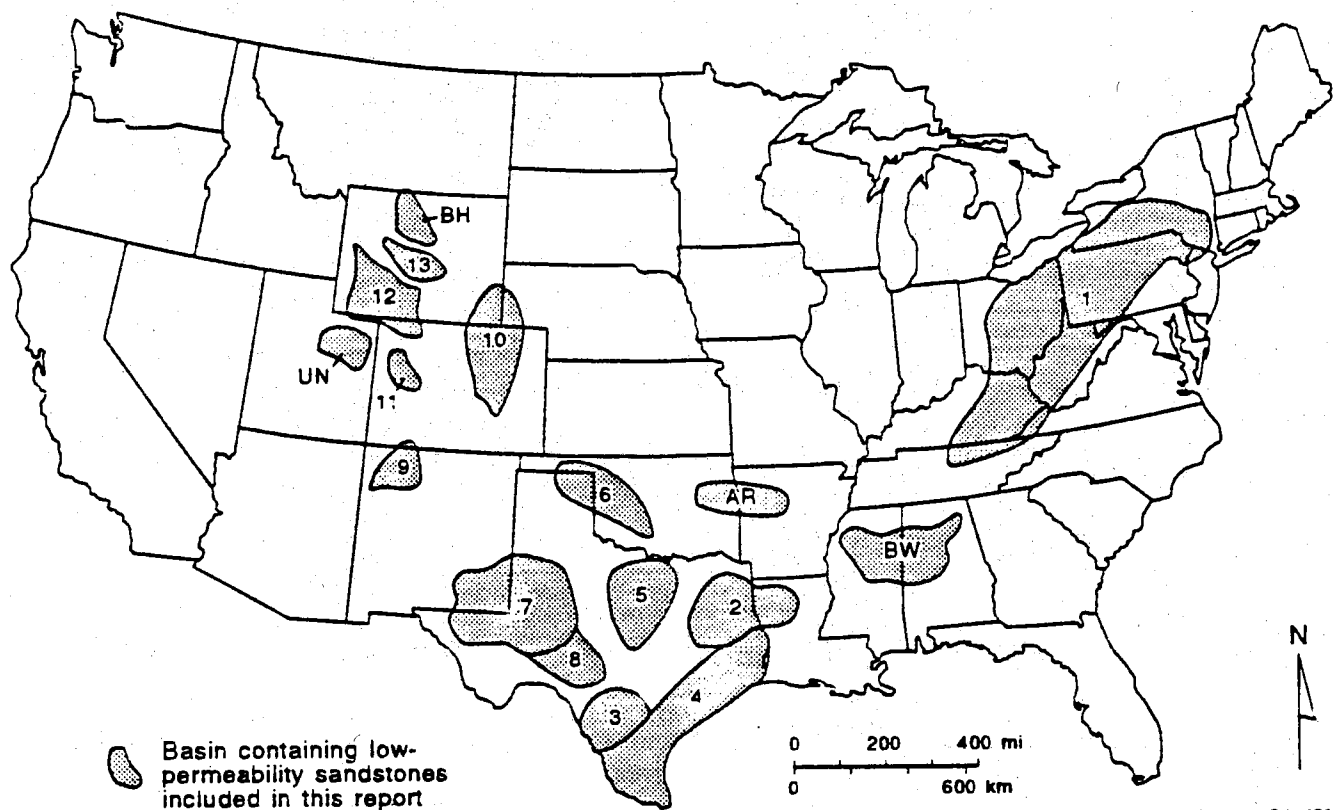 BH
13
12
10
1
UN
11
9
6
AR
BW
7
5
2
8
4
3
N
Basin containing low-
permeability sandstones
included in this report
0 200 400 mi
0 600 km